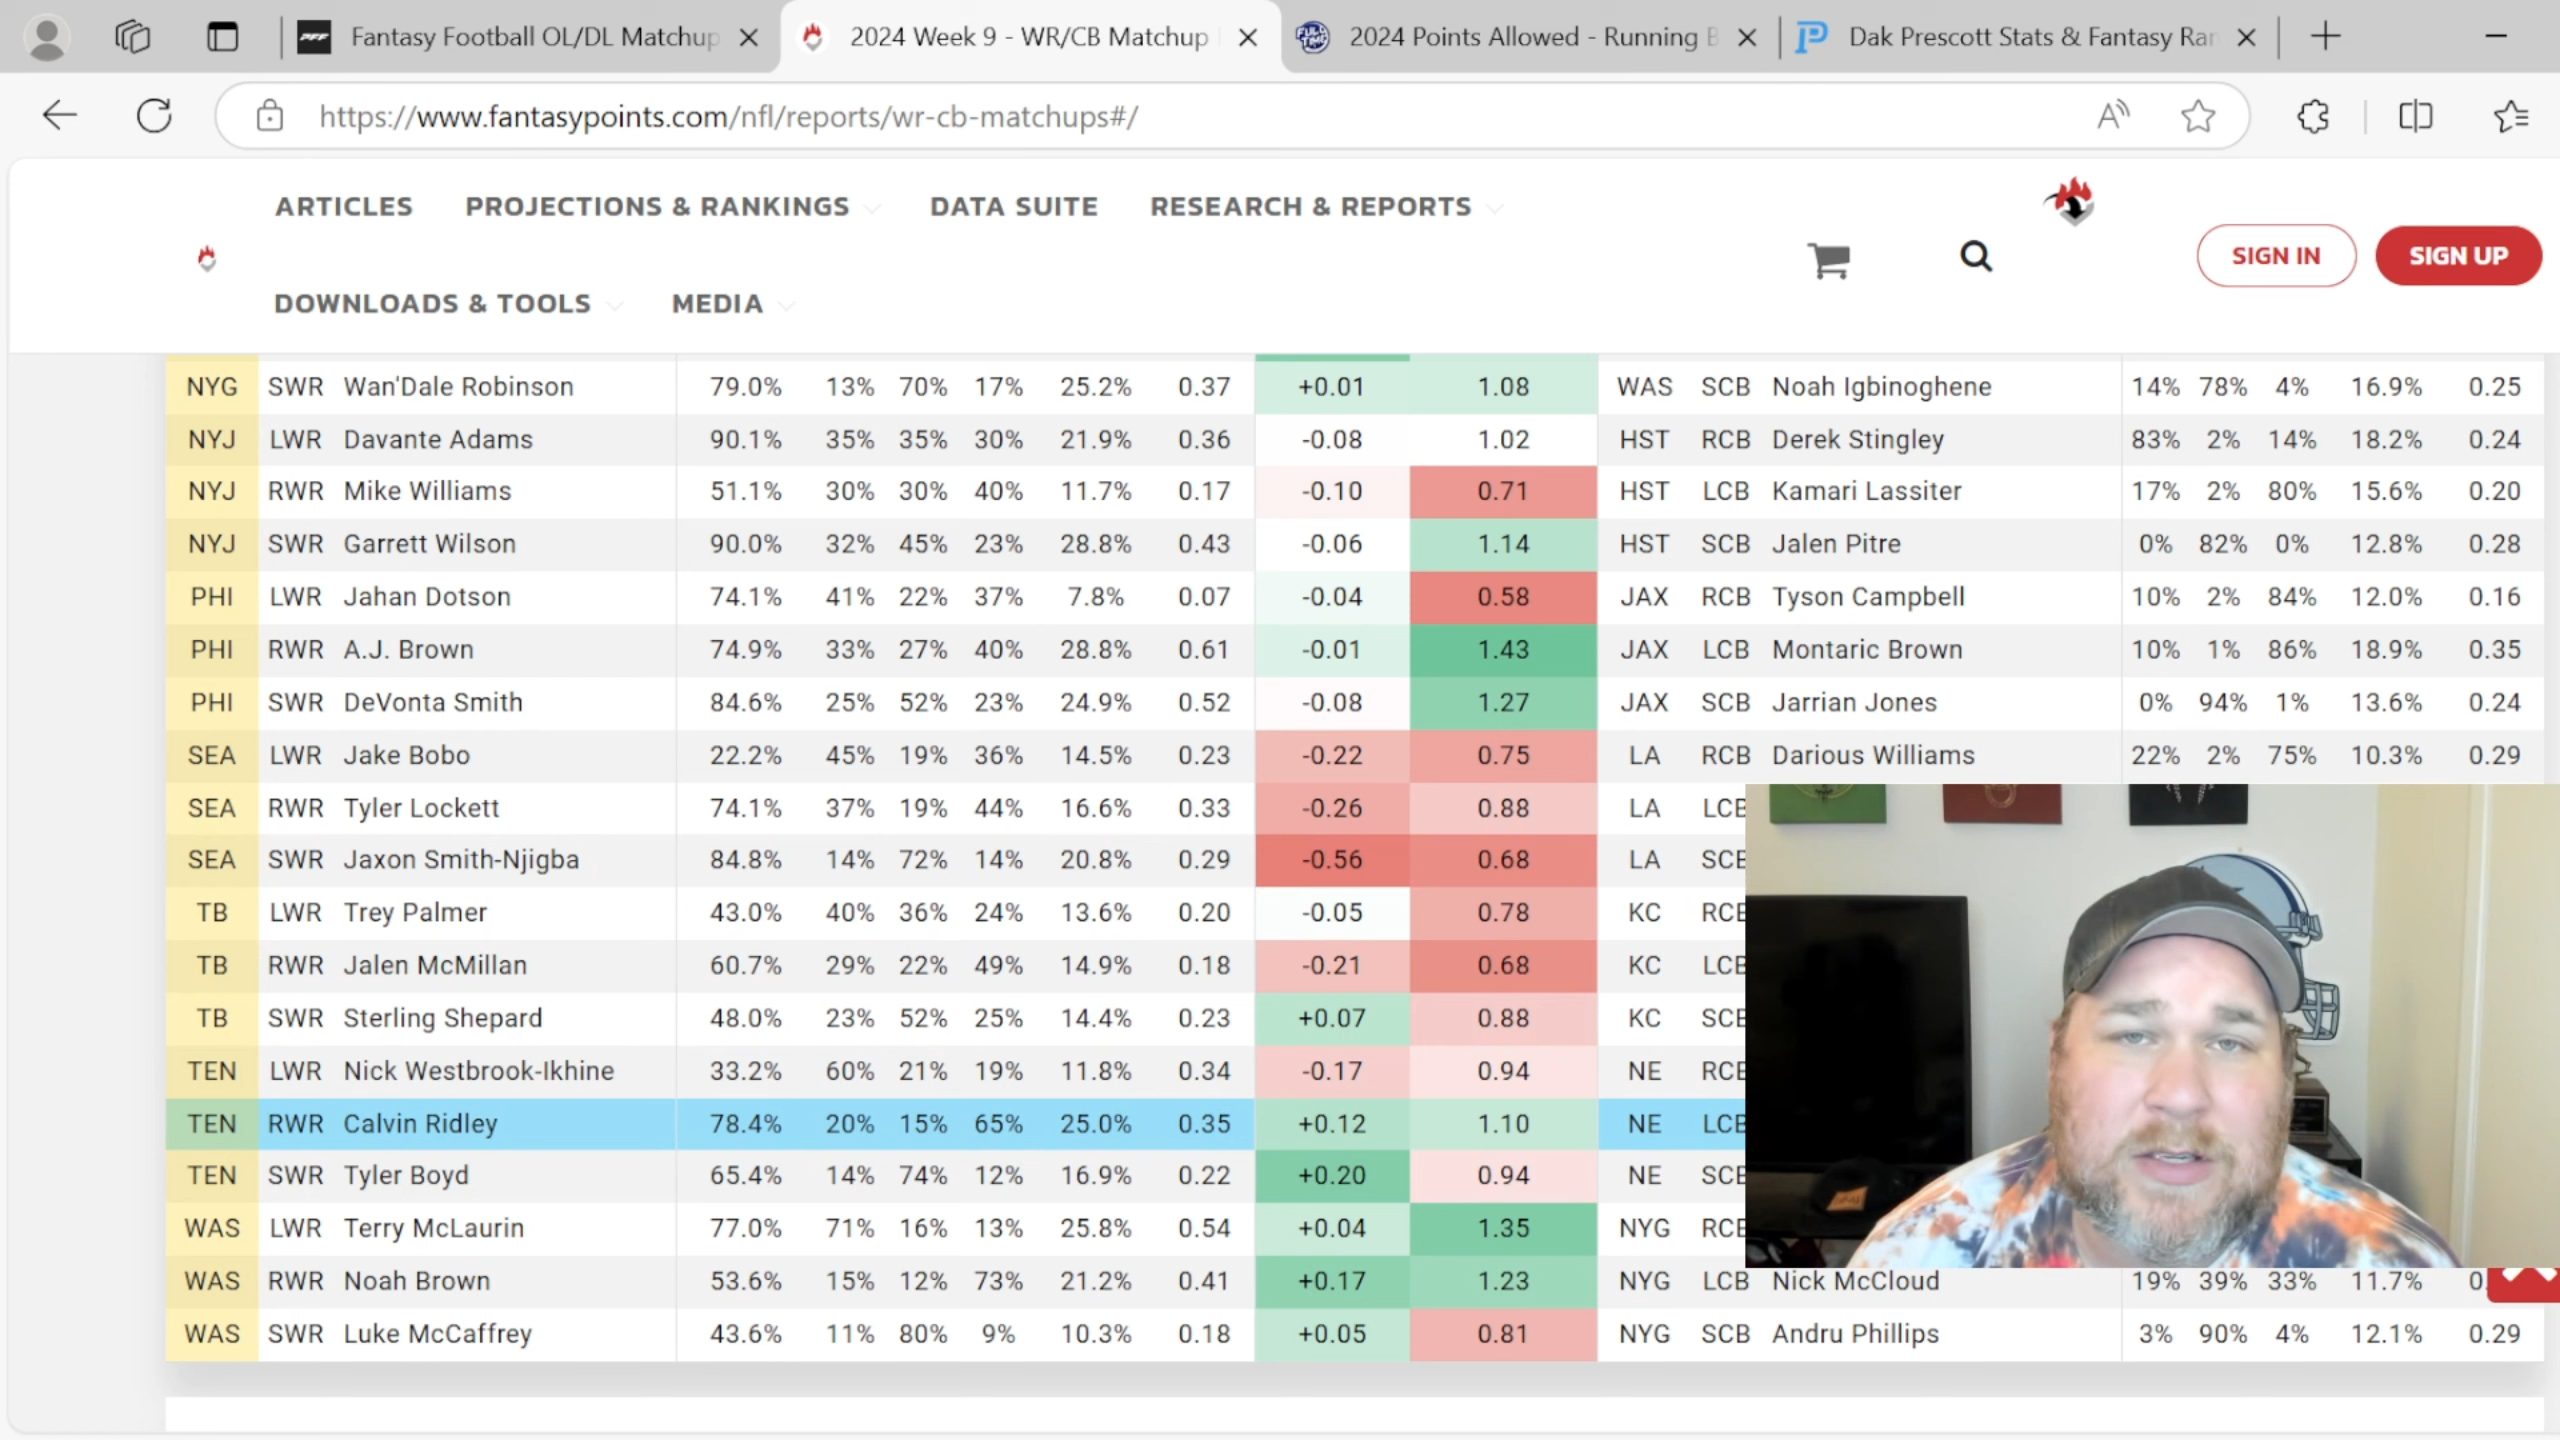 PFF Fantasy Football OL/DL Matchup
2024 Week 9 - WR/CB Matchup
2024 Points Allowed - Running B
Dak Prescott Stats & Fantasy Ran
https://www.fantasypoints.com/nfl/reports/wr-cb-matchups#/
ARTICLES PROJECTIONS & RANKINGS DATA SUITE RESEARCH & REPORTS
SIGN IN SIGN UP
DOWNLOADS & TOOLS MEDIA
NYG SWR Wan'Dale Robinson 79.0% 13% 70% 17% 25.2% 0.37 +0.01 1.08 WAS SCB Noah Igbinoghene 14% 78% 4% 16.9% 0.25
NYJ LWR Davante Adams 90.1% 35% 35% 30% 21.9% 0.36 -0.08 1.02 HST RCB Derek Stingley 83% 2% 14% 18.2% 0.24
NYJ RWR Mike Williams 51.1% 30% 30% 40% 11.7% 0.17 -0.10 0.71 HST LCB Kamari Lassiter 17% 2% 80% 15.6% 0.20
NYJ SWR Garrett Wilson 90.0% 32% 45% 23% 28.8% 0.43 -0.06 1.14 HST SCB Jalen Pitre 0% 82% 0% 12.8% 0.28
PHI LWR Jahan Dotson 74.1% 41% 22% 37% 7.8% 0.07 -0.04 0.58 JAX RCB Tyson Campbell 10% 2% 84% 12.0% 0.16
PHI RWR A.J. Brown 74.9% 33% 27% 40% 28.8% 0.61 -0.01 1.43 JAX LCB Montaric Brown 10% 1% 86% 18.9% 0.35
PHI SWR DeVonta Smith 84.6% 25% 52% 23% 24.9% 0.52 -0.08 1.27 JAX SCB Jarrian Jones 0% 94% 1% 13.6% 0.24
SEA LWR Jake Bobo 22.2% 45% 19% 36% 14.5% 0.23 -0.22 0.75 LA RCB Darious Williams 22% 2% 75% 10.3% 0.29
SEA RWR Tyler Lockett 74.1% 37% 19% 44% 16.6% 0.33 -0.26 0.88 LA LCB
SEA SWR Jaxon Smith-Njigba 84.8% 14% 72% 14% 20.8% 0.29 -0.56 0.68 LA SCB
TB LWR Trey Palmer 43.0% 40% 36% 24% 13.6% 0.20 -0.05 0.78 KC RCB
TB RWR Jalen McMillan 60.7% 29% 22% 49% 14.9% 0.18 -0.21 0.68 KC LCB
TB SWR Sterling Shepard 48.0% 23% 52% 25% 14.4% 0.23 +0.07 0.88 KC SCB
TEN LWR Nick Westbrook-Ikhine 33.2% 60% 21% 19% 11.8% 0.34 -0.17 0.94 NE RCB
TEN RWR Calvin Ridley 78.4% 20% 15% 65% 25.0% 0.35 +0.12 1.10 NE LCB
TEN SWR Tyler Boyd 65.4% 14% 74% 12% 16.9% 0.22 +0.20 0.94 NE SCB
WAS LWR Terry McLaurin 77.0% 71% 16% 13% 25.8% 0.54 +0.04 1.35 NYG RCB
WAS RWR Noah Brown 53.6% 15% 12% 73% 21.2% 0.41 +0.17 1.23 NYG LCB Nick McCloud 19% 39% 33% 11.7% 0.
WAS SWR Luke McCaffrey 43.6% 11% 80% 9% 10.3% 0.18 +0.05 0.81 NYG SCB Andru Phillips 3% 90% 4% 12.1% 0.29